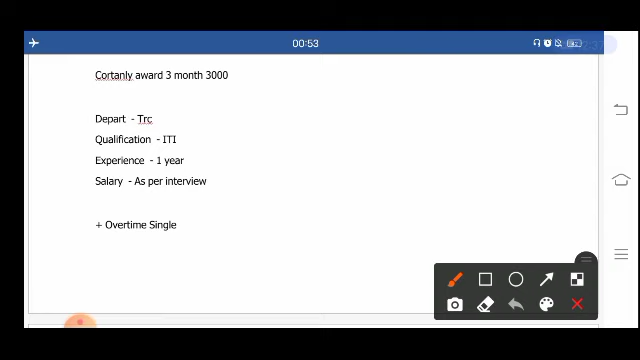 00:53
Cortanly award 3 month 3000
Depart - Trc
Qualification - ITI
Experience - 1 year
Salary - As per interview
+ Overtime Single